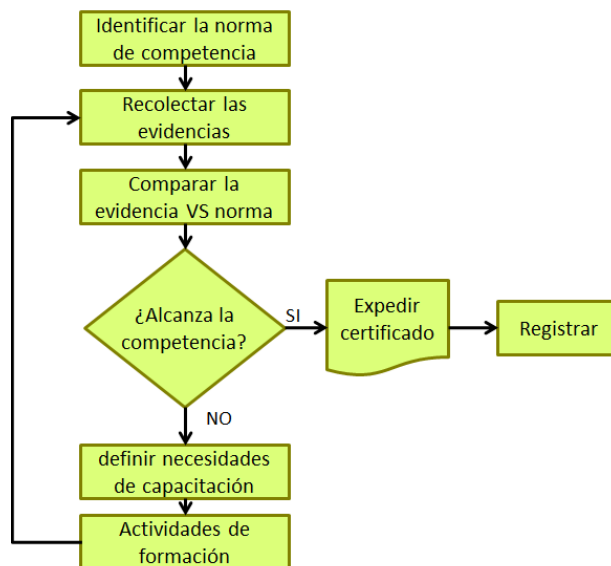 Identificar la norma
de competencia
Recolectar las
evidencias
Comparar la
evidencia VS norma
¿Alcanza la
competencia?
SI
Expedir
certificado
Registrar
NO
definir necesidades
de capacitación
Actividades de
formación